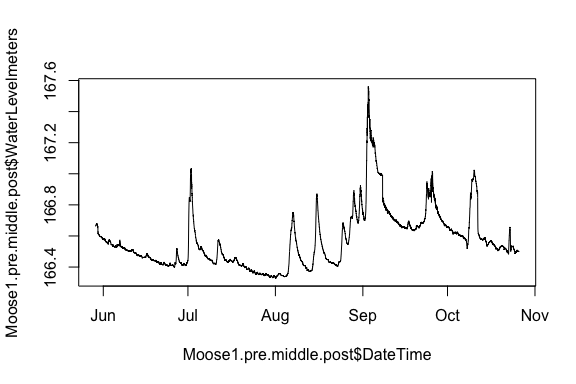 Moose1.pre.middle.post$WaterLevelmeters
167.6
167.2
166.8
166.4
Jun Jul Aug Sep Oct Nov
Moose1.pre.middle.post$DateTime